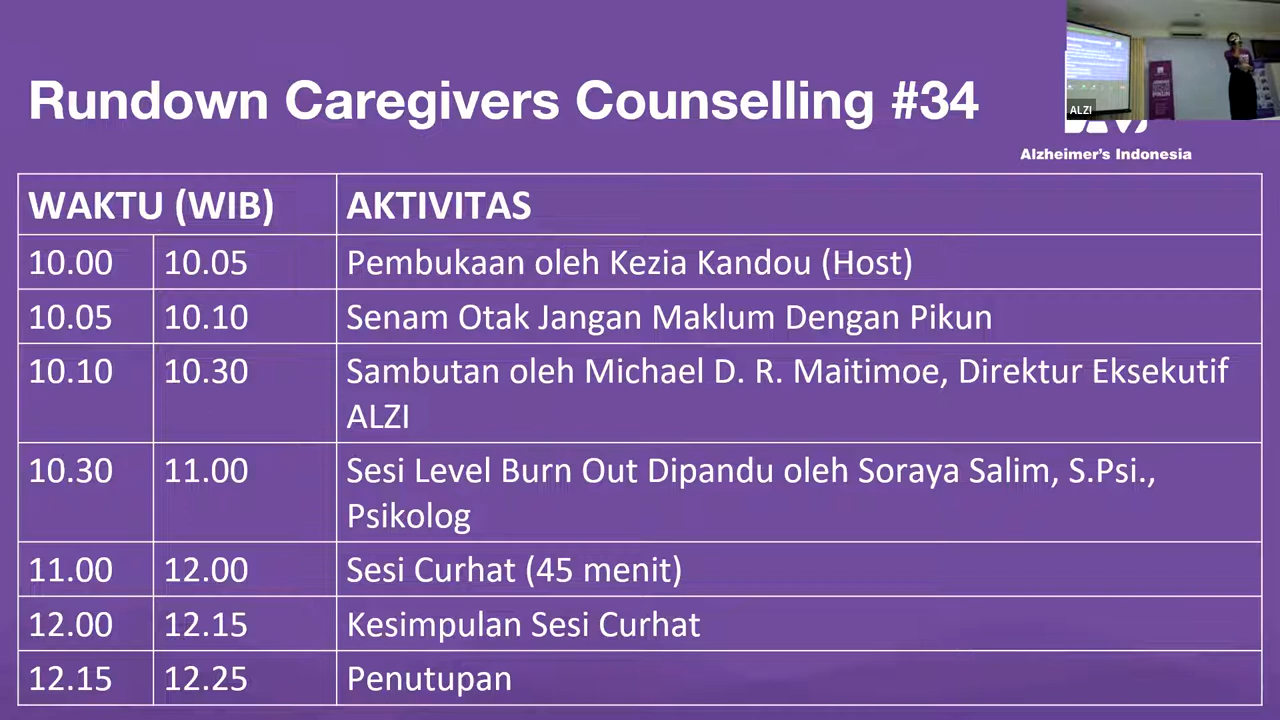 Rundown Caregivers Counselling #34
ALZI
Alzheimer's Indonesia
WAKTU (WIB) AKTIVITAS
10.00 10.05 Pembukaan oleh Kezia Kandou (Host)
10.05 10.10 Senam Otak Jangan Maklum Dengan Pikun
10.10 10.30 Sambutan oleh Michael D. R. Maitimoe, Direktur Eksekutif
ALZI
10.30 11.00 Sesi Level Burn Out Dipandu oleh Soraya Salim, S.Psi.,
Psikolog
11.00 12.00 Sesi Curhat (45 menit)
12.00 12.15 Kesimpulan Sesi Curhat
12.15 12.25 Penutupan